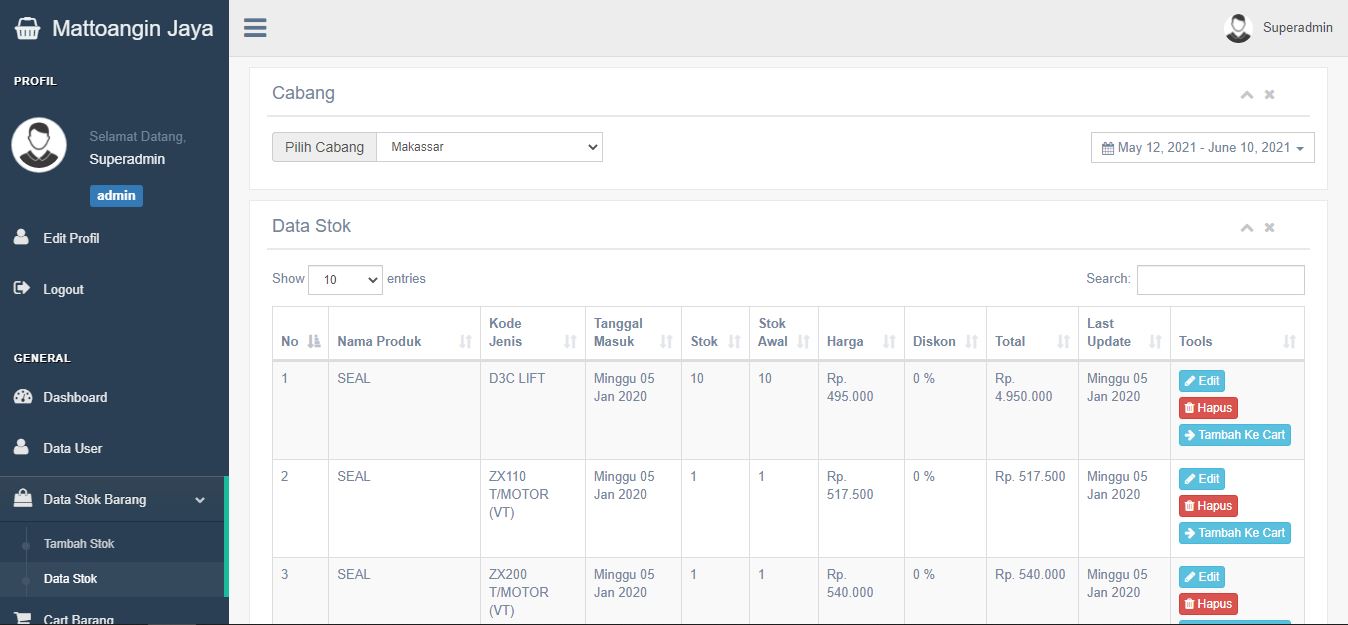 Mattoangin Jaya
Superadmin
PROFIL
Selamat Datang,
Superadmin
admin
Edit Profil
Logout
GENERAL
Dashboard
Data User
Data Stok Barang
Tambah Stok
Data Stok
Cart Barang
Cabang
Pilih Cabang Makassar
May 12, 2021 - June 10, 2021
Data Stok
Show 10 entries
Search:
No Nama Produk Kode Jenis Tanggal Masuk Stok Stok Awal Harga Diskon Total Last Update Tools
1 SEAL D3C LIFT Minggu 05 Jan 2020 10 10 Rp. 495.000 0 % Rp. 4.950.000 Minggu 05 Jan 2020 Edit
Hapus
Tambah Ke Cart
2 SEAL ZX110 T/MOTOR (VT) Minggu 05 Jan 2020 1 1 Rp. 517.500 0 % Rp. 517.500 Minggu 05 Jan 2020 Edit
Hapus
Tambah Ke Cart
3 SEAL ZX200 T/MOTOR (VT) Minggu 05 Jan 2020 1 1 Rp. 540.000 0 % Rp. 540.000 Minggu 05 Jan 2020 Edit
Hapus